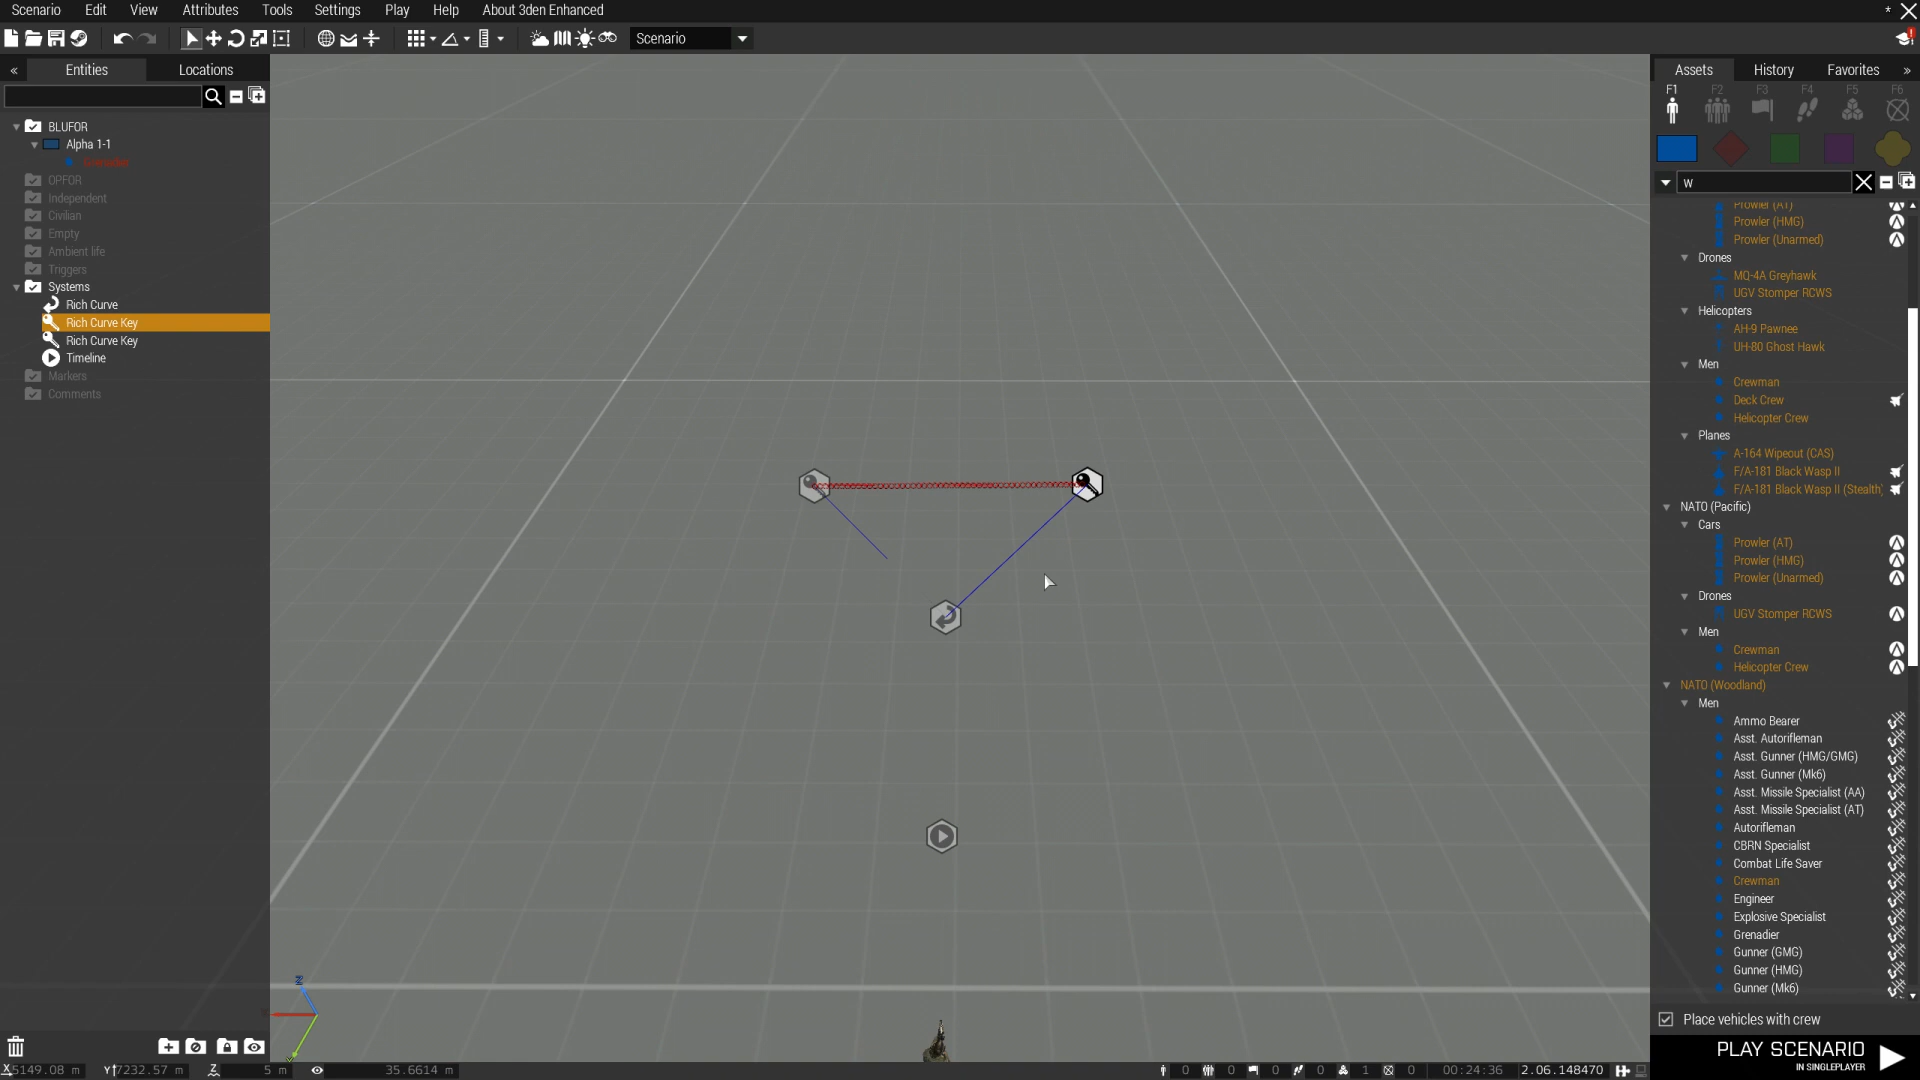 Scenario Edit View Attributes Tools Settings Play Help About 3den Enhanced *
Scenario
« Entities Locations
Assets History Favorites »
F1 F2 F3 F4 F5 F6
BLUFOR
Alpha 1-1
Grenadier
OPFOR
Independent
Civilian
Empty
Ambient life
Triggers
Systems
Rich Curve
Rich Curve Key
Rich Curve Key
Timeline
Markers
Comments
W
Prowler (AT)
Prowler (HMG)
Prowler (Unarmed)
Drones
MQ-4A Greyhawk
UGV Stomper RCWS
Helicopters
AH-9 Pawnee
UH-80 Ghost Hawk
Men
Crewman
Deck Crew
Helicopter Crew
Planes
A-164 Wipeout (CAS)
F/A-181 Black Wasp II
F/A-181 Black Wasp II (Stealth)
NATO (Pacific)
Cars
Prowler (AT)
Prowler (HMG)
Prowler (Unarmed)
Drones
UGV Stomper RCWS
Men
Crewman
Helicopter Crew
NATO (Woodland)
Men
Ammo Bearer
Asst. Autorifleman
Asst. Gunner (HMG/GMG)
Asst. Gunner (Mk6)
Asst. Missile Specialist (AA)
Asst. Missile Specialist (AT)
Autorifleman
CBRN Specialist
Combat Life Saver
Crewman
Engineer
Explosive Specialist
Grenadier
Gunner (GMG)
Gunner (HMG)
Gunner (Mk6)
Z
Place vehicles with crew
PLAY SCENARIO
IN SINGLEPLAYER
X 5149.08 m Y 7232.57 m Z 5 m 35.6614 m 0 0 0 0 1 0 00:24:36 2.06.148470